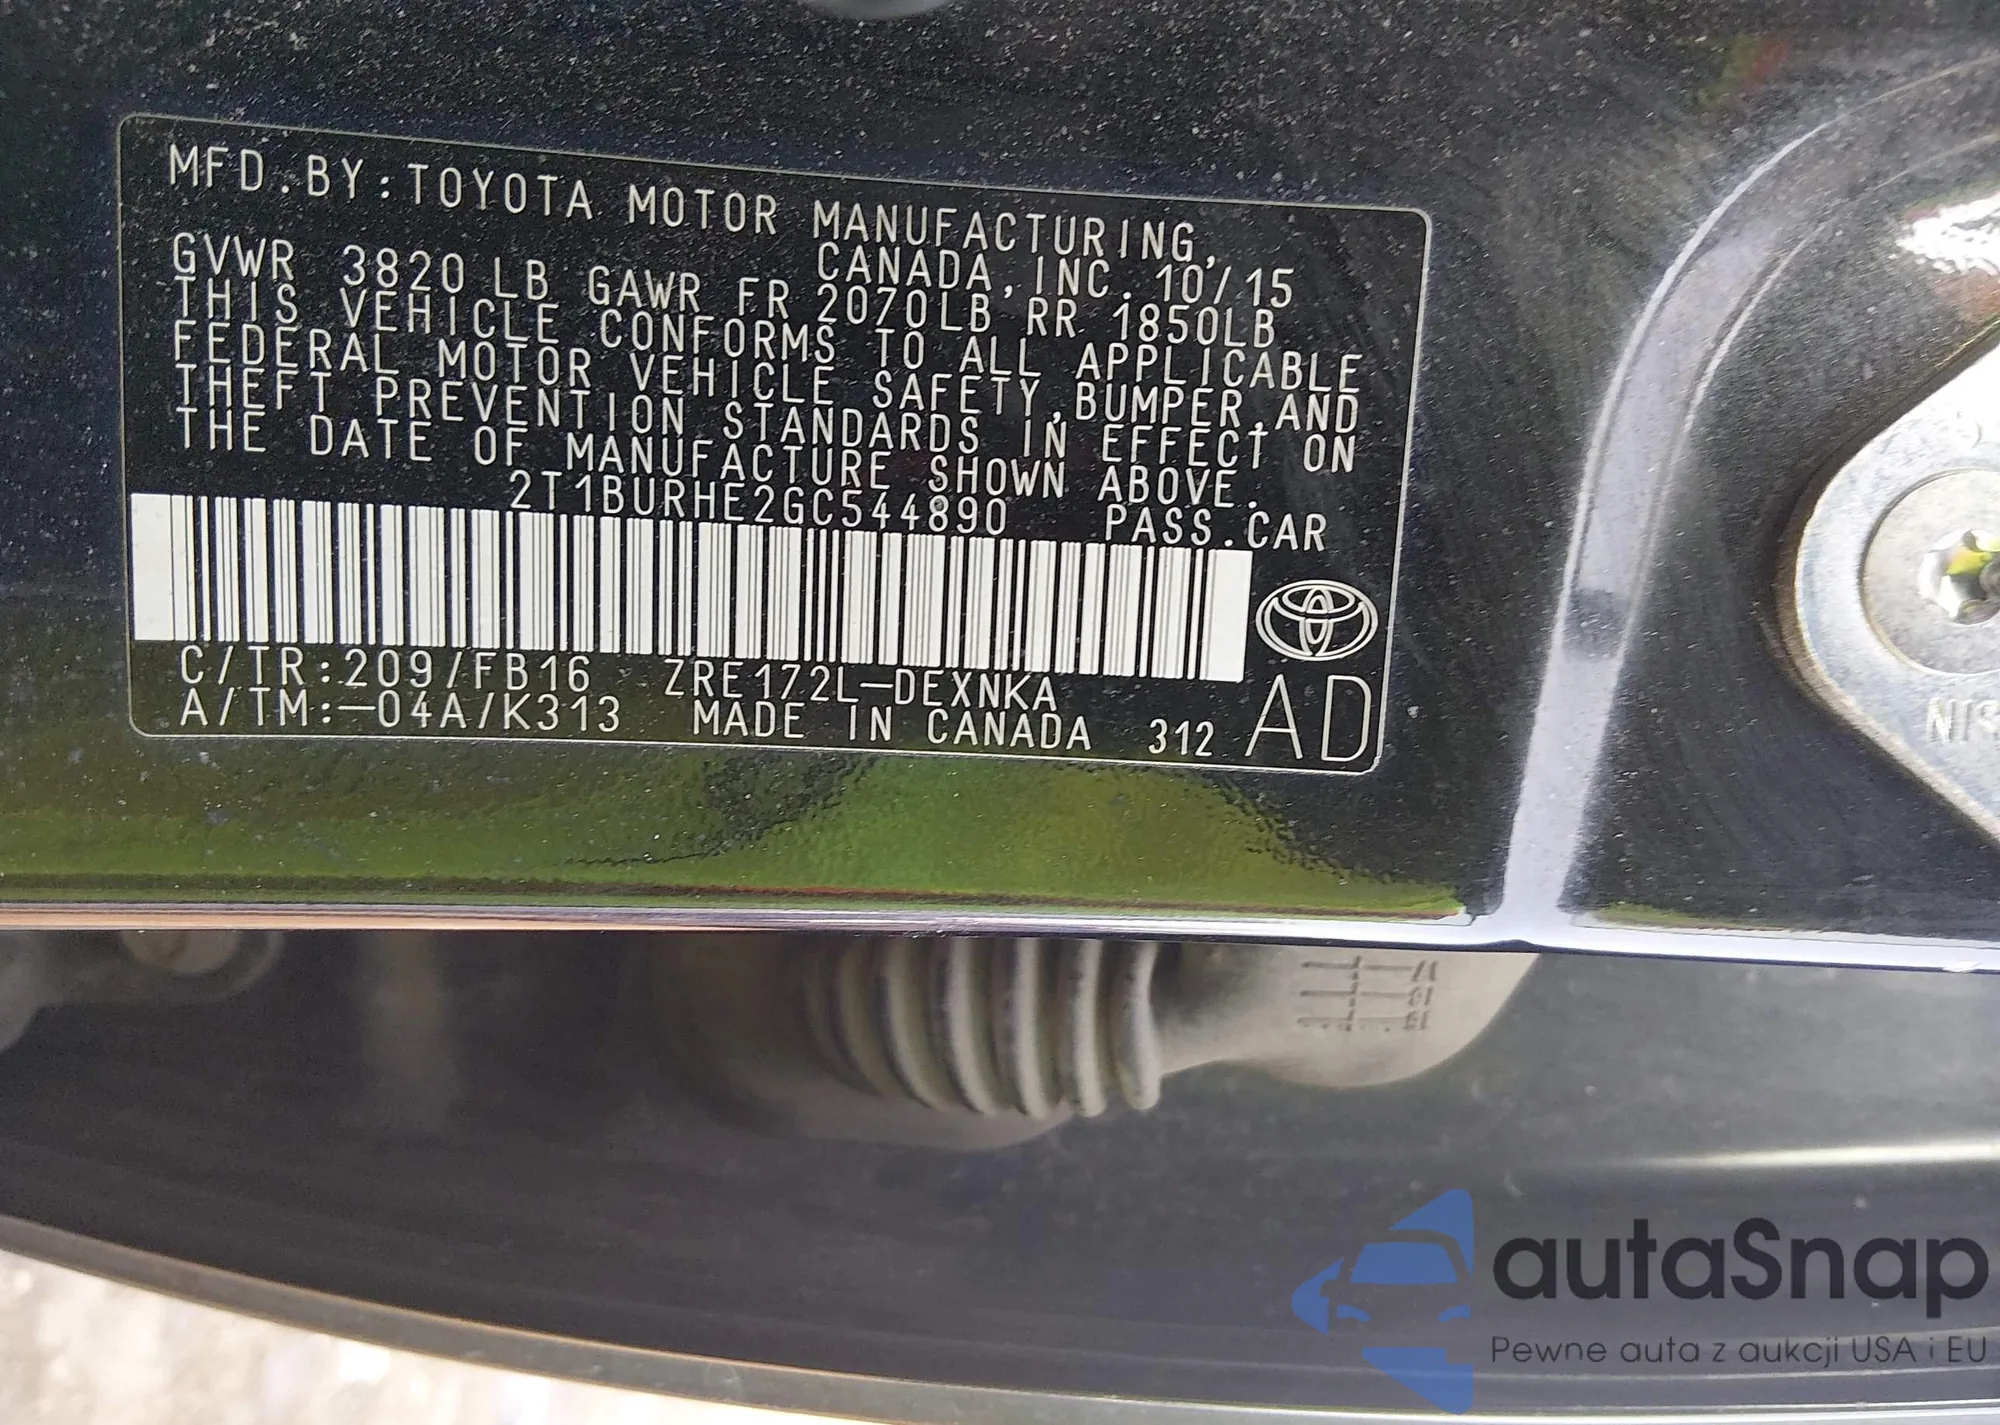 MFD.BY:TOYOTA MOTOR MANUFACTURING,
CANADA,INC. 10/15
GVWR 3820LB GAWR FR 2070LB RR 1850LB
THIS VEHICLE CONFORMS TO ALL APPLICABLE
FEDERAL MOTOR VEHICLE SAFETY,BUMPER,AND
THEFT PREVENTION STANDARDS IN EFFECT ON
THE DATE OF MANUFACTURE SHOWN ABOVE.
2T1BURHE2GC544890 PASS.CAR
C/TR:209/FB16 ZRE172L-DEXNKA
A/TM:-04A/K313 MADE IN CANADA 312 AD
autaSnap
Pewne auta z aukcji USA i EU